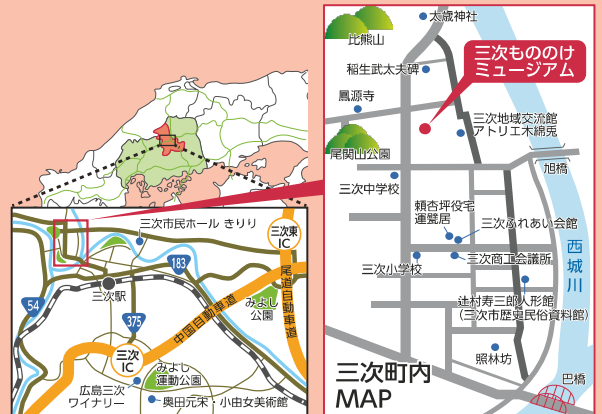 太歳神社
比熊山
三次もののけ
ミュージアム
稲生武太夫碑
鳳源寺
三次地域交流館
アトリエ木綿兎
尾関山公園
旭橋
三次中学校
頼杏坪役宅
運甓居
三次ふれあい会館
西城川
三次小学校
三次商工会議所
辻村寿三郎人形館
(三次市歴史民俗資料館)
照林坊
三次町内
MAP
巴橋
三次市民ホール きりり
三次東
IC
183
三次駅
54
375
中国自動車道
尾道自動車道
みよし
公園
三次
IC
みよし
運動公園
広島三次
ワイナリー
奥田元宋・小由女美術館